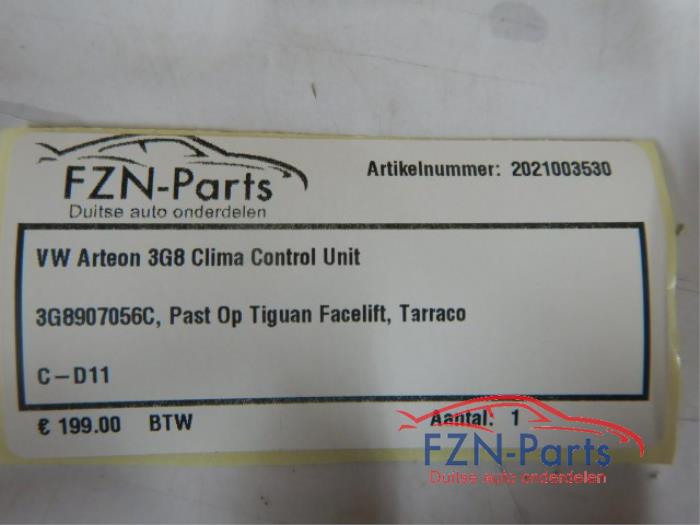 FZN-Parts
Duitse auto onderdelen
Artikelnummer: 2021003530
VW Arteon 3G8 Clima Control Unit
3G8907056C, Past Op Tiguan Facelift, Tarraco
C-D11
€ 199.00 BTW
Aantal: 1
FZN-Parts
Duitse auto onderdelen